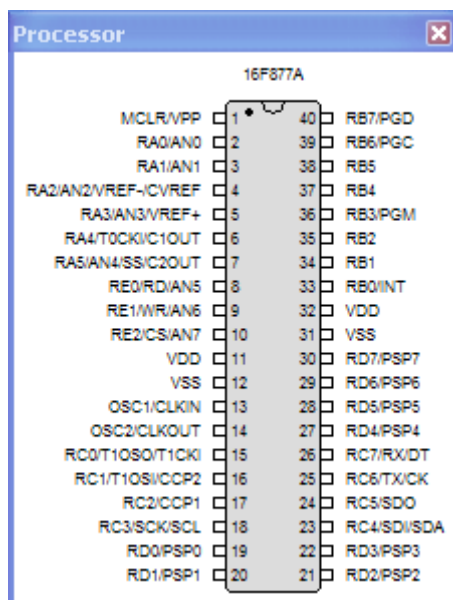 Processor
16F877A
MCLR/VPP 1 40 RB7/PGD
RA0/AN0 2 39 RB6/PGC
RA1/AN1 3 38 RB5
RA2/AN2/VREF-/CVREF 4 37 RB4
RA3/AN3/VREF+ 5 36 RB3/PGM
RA4/T0CKI/C1OUT 6 35 RB2
RA5/AN4/SS/C2OUT 7 34 RB1
RE0/RD/AN5 8 33 RB0/INT
RE1/WR/AN6 9 32 VDD
RE2/CS/AN7 10 31 VSS
VDD 11 30 RD7/PSP7
VSS 12 29 RD6/PSP6
OSC1/CLKIN 13 28 RD5/PSP5
OSC2/CLKOUT 14 27 RD4/PSP4
RC0/T1OSO/T1CKI 15 26 RC7/RX/DT
RC1/T1OSI/CCP2 16 25 RC6/TX/CK
RC2/CCP1 17 24 RC5/SDO
RC3/SCK/SCL 18 23 RC4/SDI/SDA
RD0/PSP0 19 22 RD3/PSP3
RD1/PSP1 20 21 RD2/PSP2